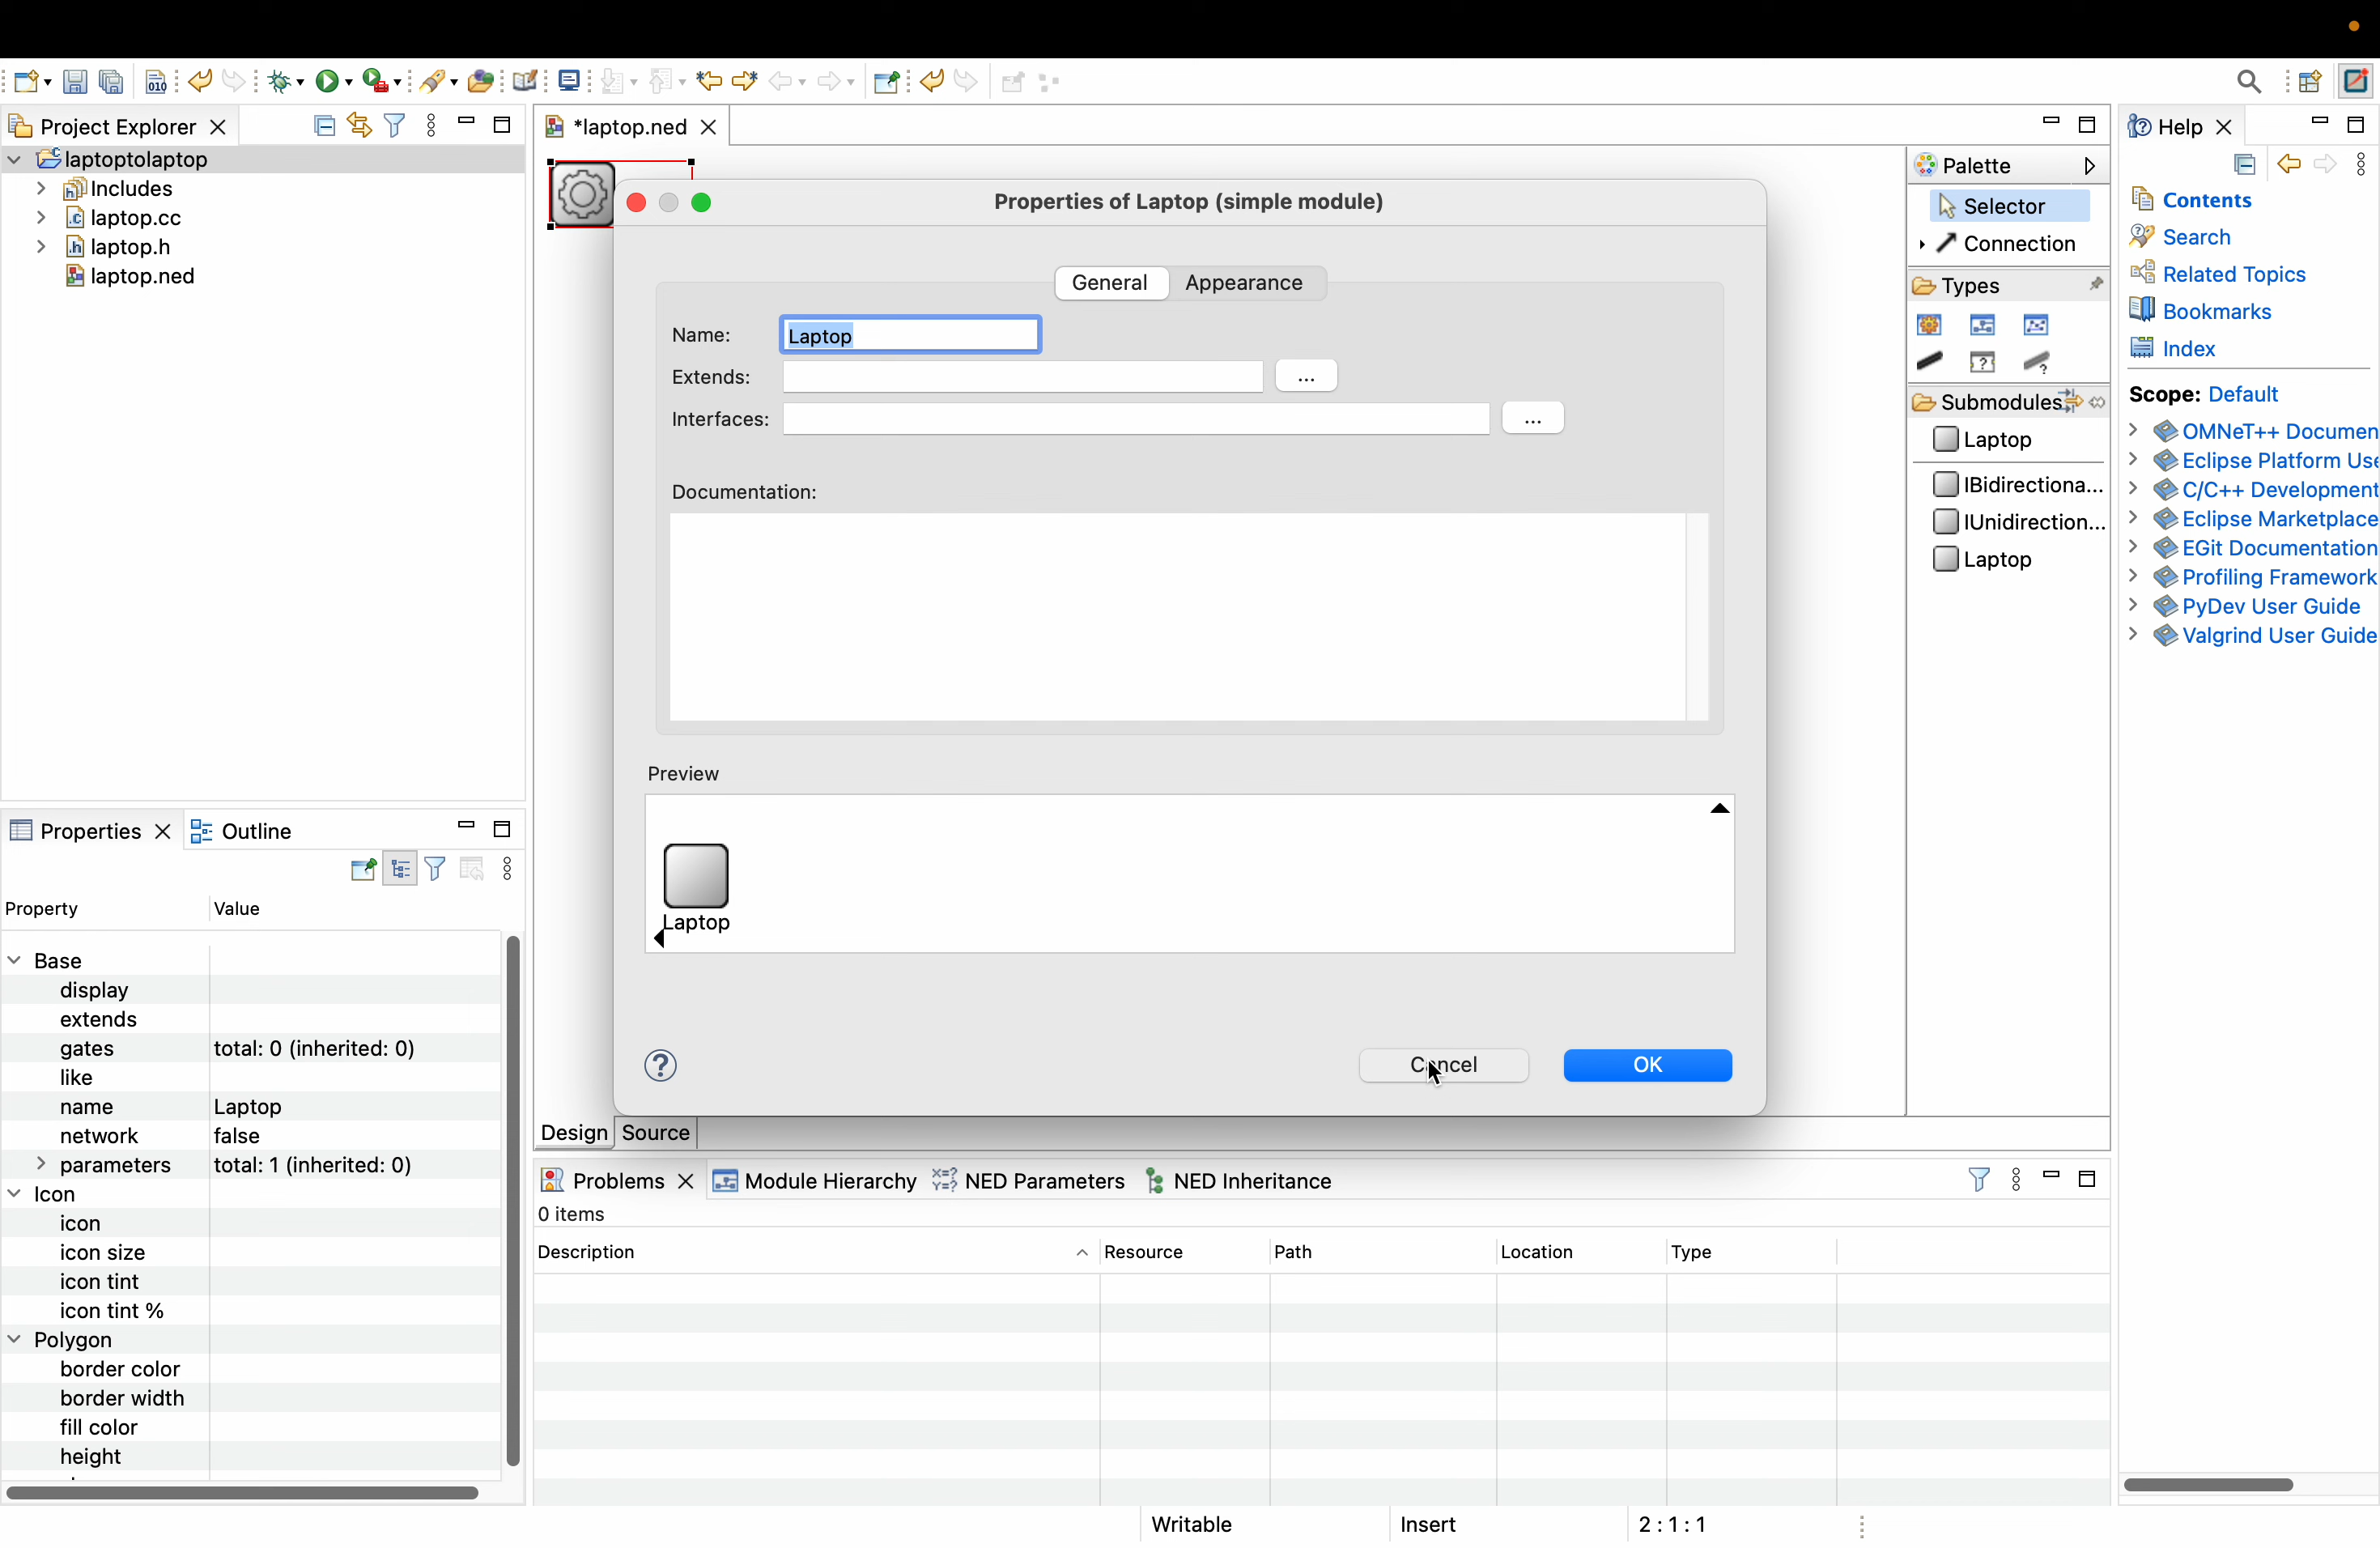 Project Explorer
laptoptolaptop
Includes
laptop.cc
laptop.h
laptop.ned
*laptop.ned
Properties of Laptop (simple module)
General
Appearance
Name:
Laptop
Extends:
...
Interfaces:
...
Documentation:
Preview
Laptop
Cancel
OK
Design
Source
Palette
Selector
Connection
Types
Submodules
Laptop
IBidirectiona...
IUnidirection...
Laptop
Help
Contents
Search
Related Topics
Bookmarks
Index
Scope: Default
OMNeT++ Documen
Eclipse Platform Use
C/C++ Development
Eclipse Marketplace
EGit Documentation
Profiling Framework
PyDev User Guide
Valgrind User Guide
Properties
Outline
Property
Value
Base
display
extends
gates
total: 0 (inherited: 0)
like
name
Laptop
network
false
parameters
total: 1 (inherited: 0)
Icon
icon
icon size
icon tint
icon tint %
Polygon
border color
border width
fill color
height
Problems
Module Hierarchy
NED Parameters
NED Inheritance
0 items
Description
Resource
Path
Location
Type
Writable
Insert
2 : 1 : 1